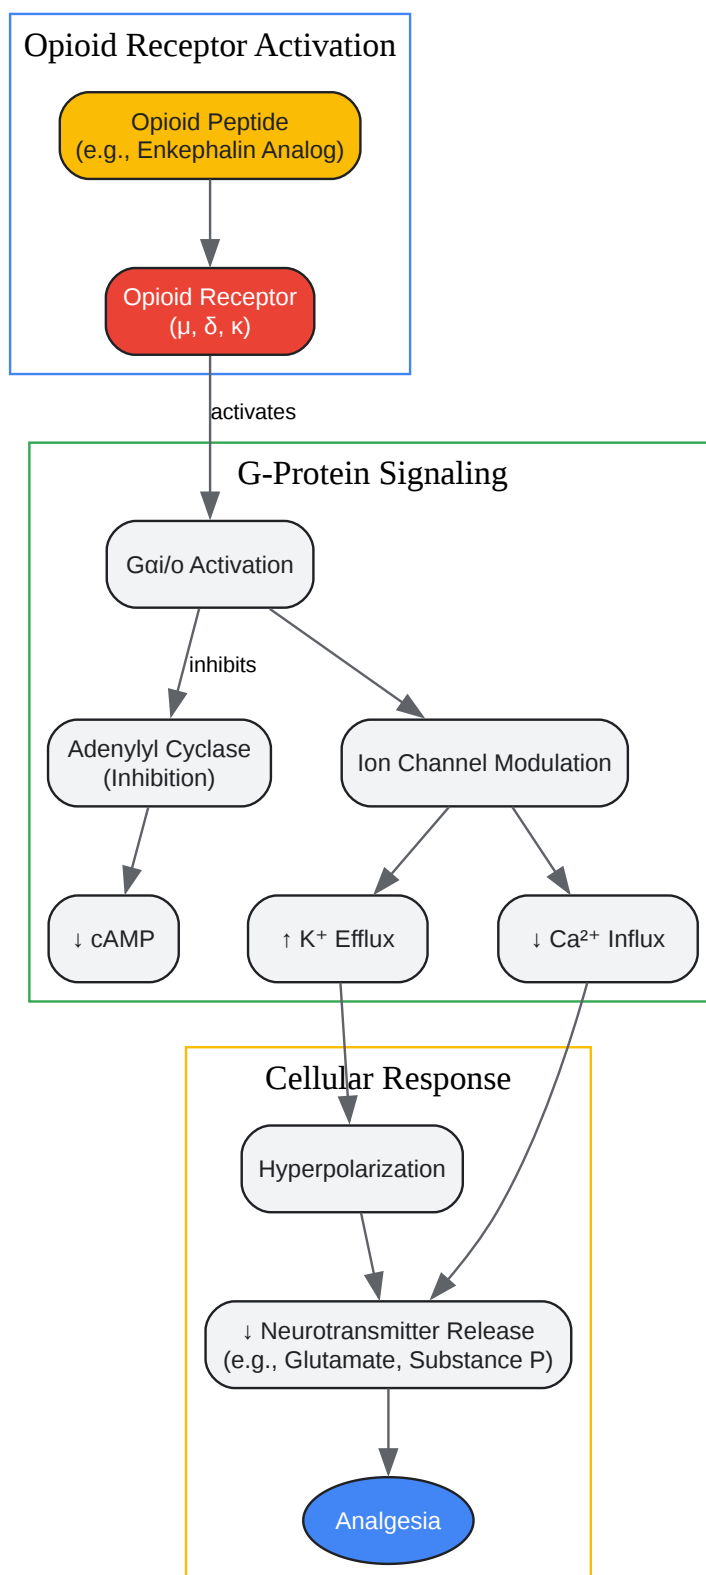 Opioid Receptor Activation
Opioid Peptide
(e.g., Enkephalin Analog)
Opioid Receptor
(μ, δ, κ)
activates
G-Protein Signaling
Gαi/o Activation
inhibits
Adenylyl Cyclase
(Inhibition)
Ion Channel Modulation
↓ cAMP
↑ K⁺ Efflux
↓ Ca²⁺ Influx
Cellular Response
Hyperpolarization
↓ Neurotransmitter Release
(e.g., Glutamate, Substance P)
Analgesia